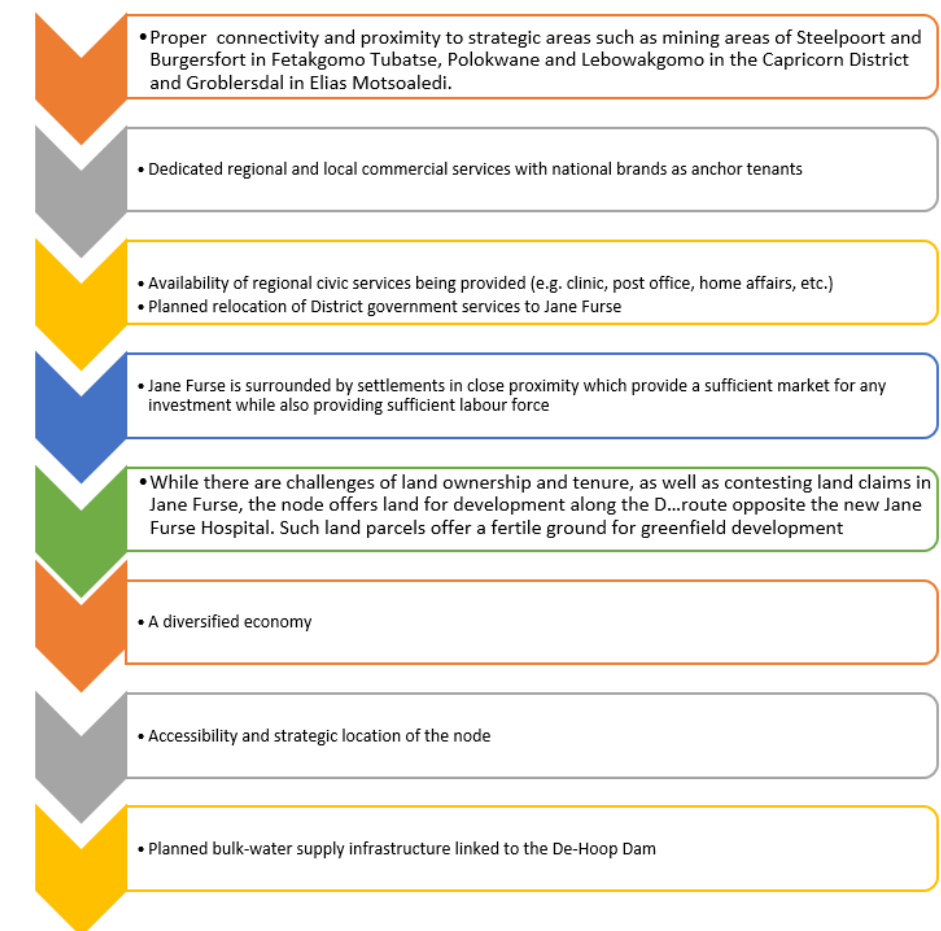 •Proper connectivity and proximity to strategic areas such as mining areas of Steelpoort and
Burgersfort in Fetakgomo Tubatse, Polokwane and Lebowakgomo in the Capricorn District
and Groblersdal in Elias Motsoaledi.
• Dedicated regional and local commercial services with national brands as anchor tenants
• Availability of regional civic services being provided (e.g. clinic, post office, home affairs, etc.)
• Planned relocation of District government services to Jane Furse
• Jane Furse is surrounded by settlements in close proximity which provide a sufficient market for any
investment while also providing sufficient labour force
•While there are challenges of land ownership and tenure, as well as contesting land claims in
Jane Furse, the node offers land for development along the D...route opposite the new Jane
Furse Hospital. Such land parcels offer a fertile ground for greenfield development
• A diversified economy
• Accessibility and strategic location of the node
• Planned bulk-water supply infrastructure linked to the De-Hoop Dam